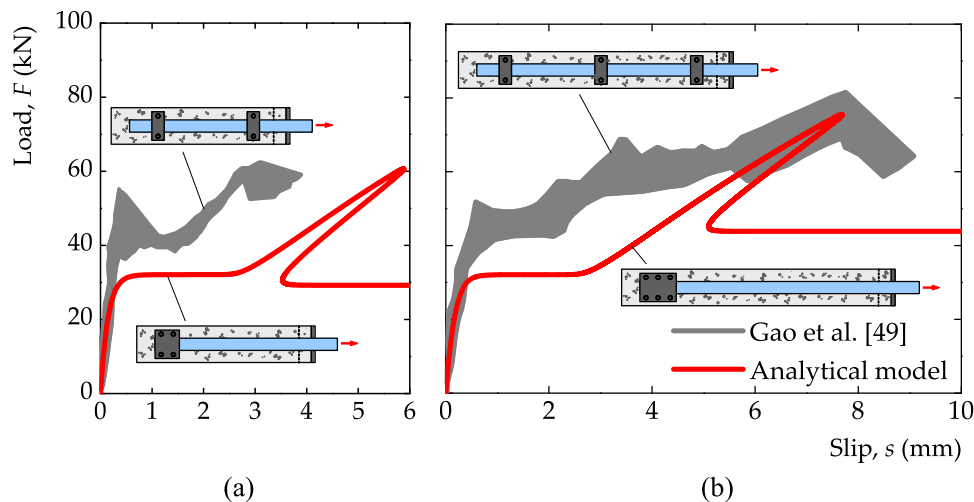 Load, F (kN)
100
80
60
40
20
0
0 1 2 3 4 5 6
(a)
0 2 4 6 8 10
Gao et al. [49]
Analytical model
Slip, s (mm)
(b)